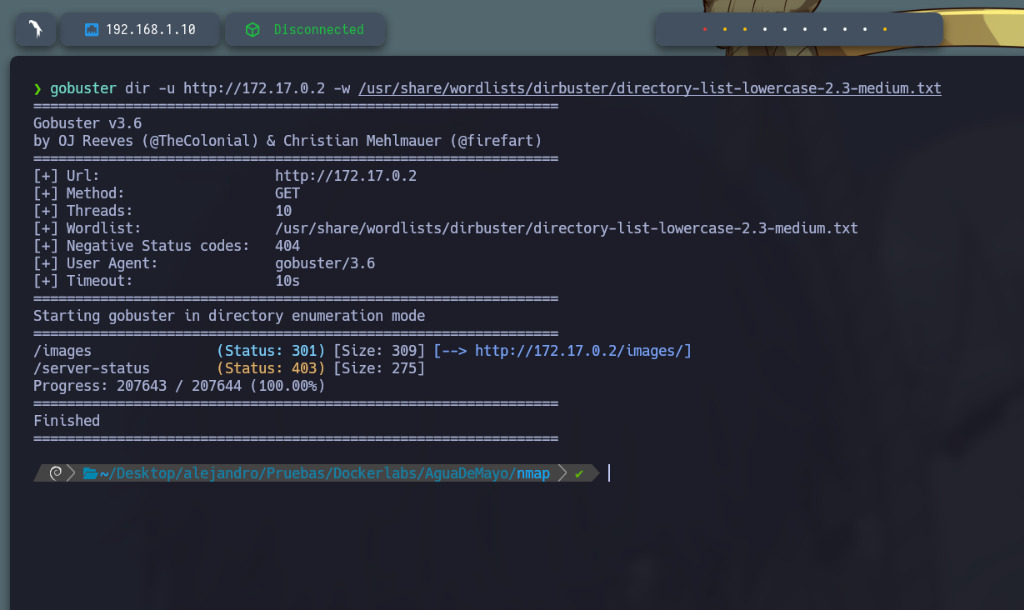 192.168.1.10
Disconnected
❯ gobuster dir -u http://172.17.0.2 -w /usr/share/wordlists/dirbuster/directory-list-lowercase-2.3-medium.txt
===============================================================
Gobuster v3.6
by OJ Reeves (@TheColonial) & Christian Mehlmauer (@firefart)
===============================================================
[+] Url:                     http://172.17.0.2
[+] Method:                  GET
[+] Threads:                 10
[+] Wordlist:                /usr/share/wordlists/dirbuster/directory-list-lowercase-2.3-medium.txt
[+] Negative Status codes:   404
[+] User Agent:              gobuster/3.6
[+] Timeout:                 10s
===============================================================
Starting gobuster in directory enumeration mode
===============================================================
/images               (Status: 301) [Size: 309] [--> http://172.17.0.2/images/]
/server-status        (Status: 403) [Size: 275]
Progress: 207643 / 207644 (100.00%)
===============================================================
Finished
===============================================================
~/Desktop/alejandro/Pruebas/Dockerlabs/AguaDeMayo/nmap ✔